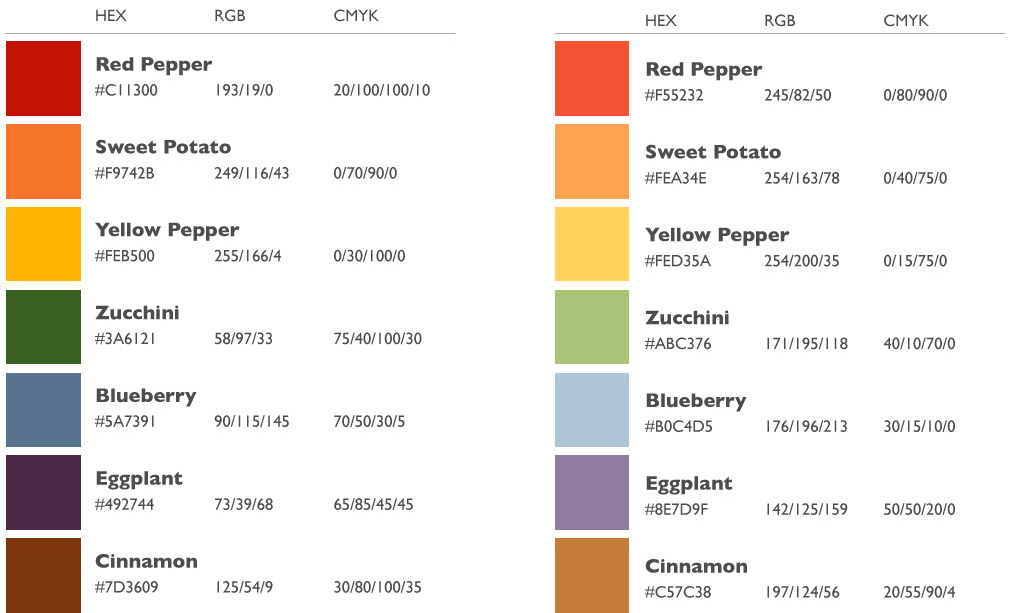 HEX RGB CMYK
Red Pepper
#C11300 193/19/0 20/100/100/10
Sweet Potato
#F9742B 249/116/43 0/70/90/0
Yellow Pepper
#FEB500 255/166/4 0/30/100/0
Zucchini
#3A6121 58/97/33 75/40/100/30
Blueberry
#5A7391 90/115/145 70/50/30/5
Eggplant
#492744 73/39/68 65/85/45/45
Cinnamon
#7D3609 125/54/9 30/80/100/35
HEX RGB CMYK
Red Pepper
#F55232 245/82/50 0/80/90/0
Sweet Potato
#FEA34E 254/163/78 0/40/75/0
Yellow Pepper
#FED35A 254/200/35 0/15/75/0
Zucchini
#ABC376 171/195/118 40/10/70/0
Blueberry
#B0C4D5 176/196/213 30/15/10/0
Eggplant
#8E7D9F 142/125/159 50/50/20/0
Cinnamon
#C57C38 197/124/56 20/55/90/4